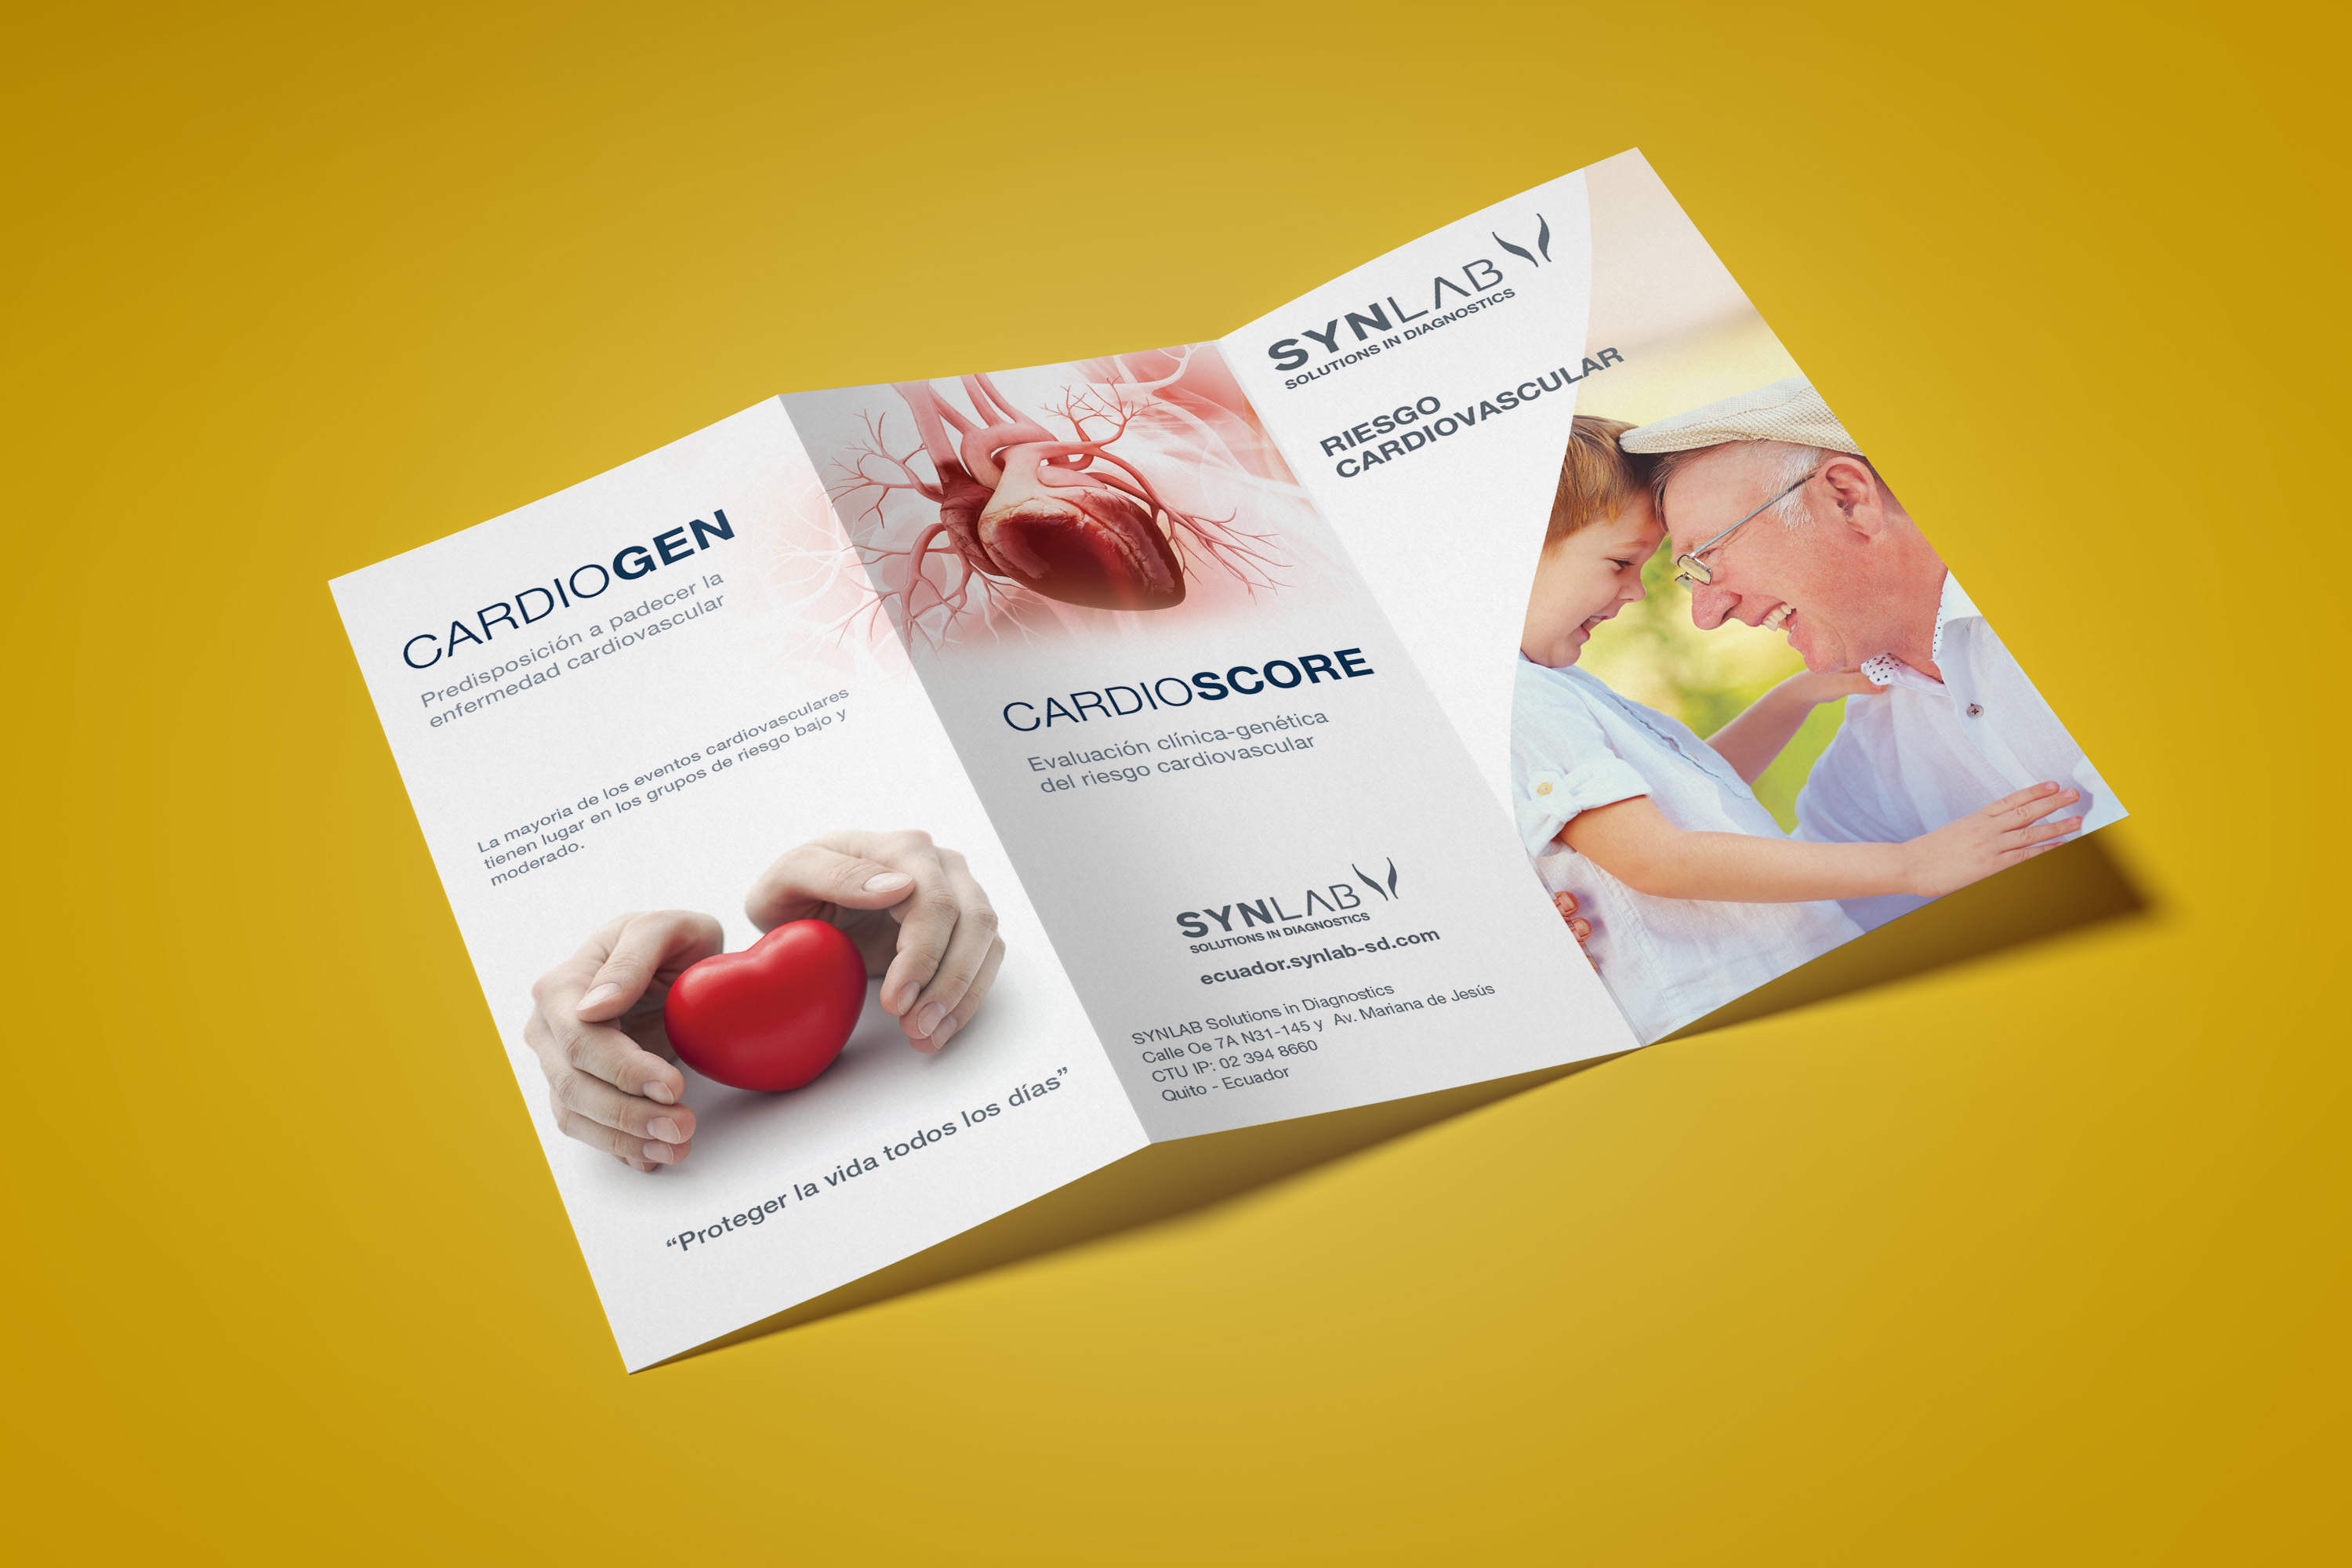 CARDIOGEN
Predisposición a padecer la
enfermedad cardiovascular
La mayoria de los eventos cardiovasculares
tienen lugar en los grupos de riesgo bajo y
moderado.
“Proteger la vida todos los días”
CARDIOSCORE
Evaluación clínica-genética
del riesgo cardiovascular
SYNLAB
SOLUTIONS IN DIAGNOSTICS
ecuador.synlab-sd.com
SYNLAB Solutions in Diagnostics
Calle Oe 7A N31-145 y Av. Mariana de Jesús
CTU IP: 02 394 8660
Quito - Ecuador
SYNLAB
SOLUTIONS IN DIAGNOSTICS
RIESGO
CARDIOVASCULAR